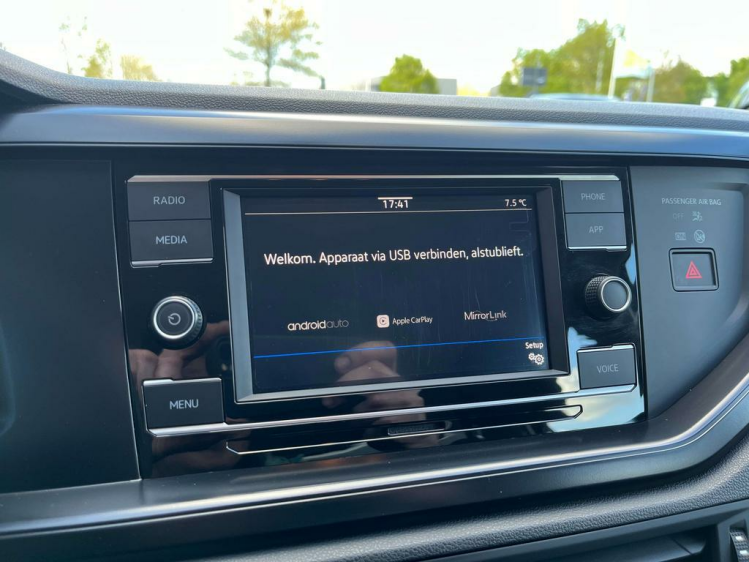 RADIO
MEDIA
MENU
17:41
7.5 °C
Welkom. Apparaat via USB verbinden, alstublieft.
androidauto
Apple CarPlay
MirrorLink
Setup
PHONE
APP
VOICE
PASSENGER AIR BAG
OFF